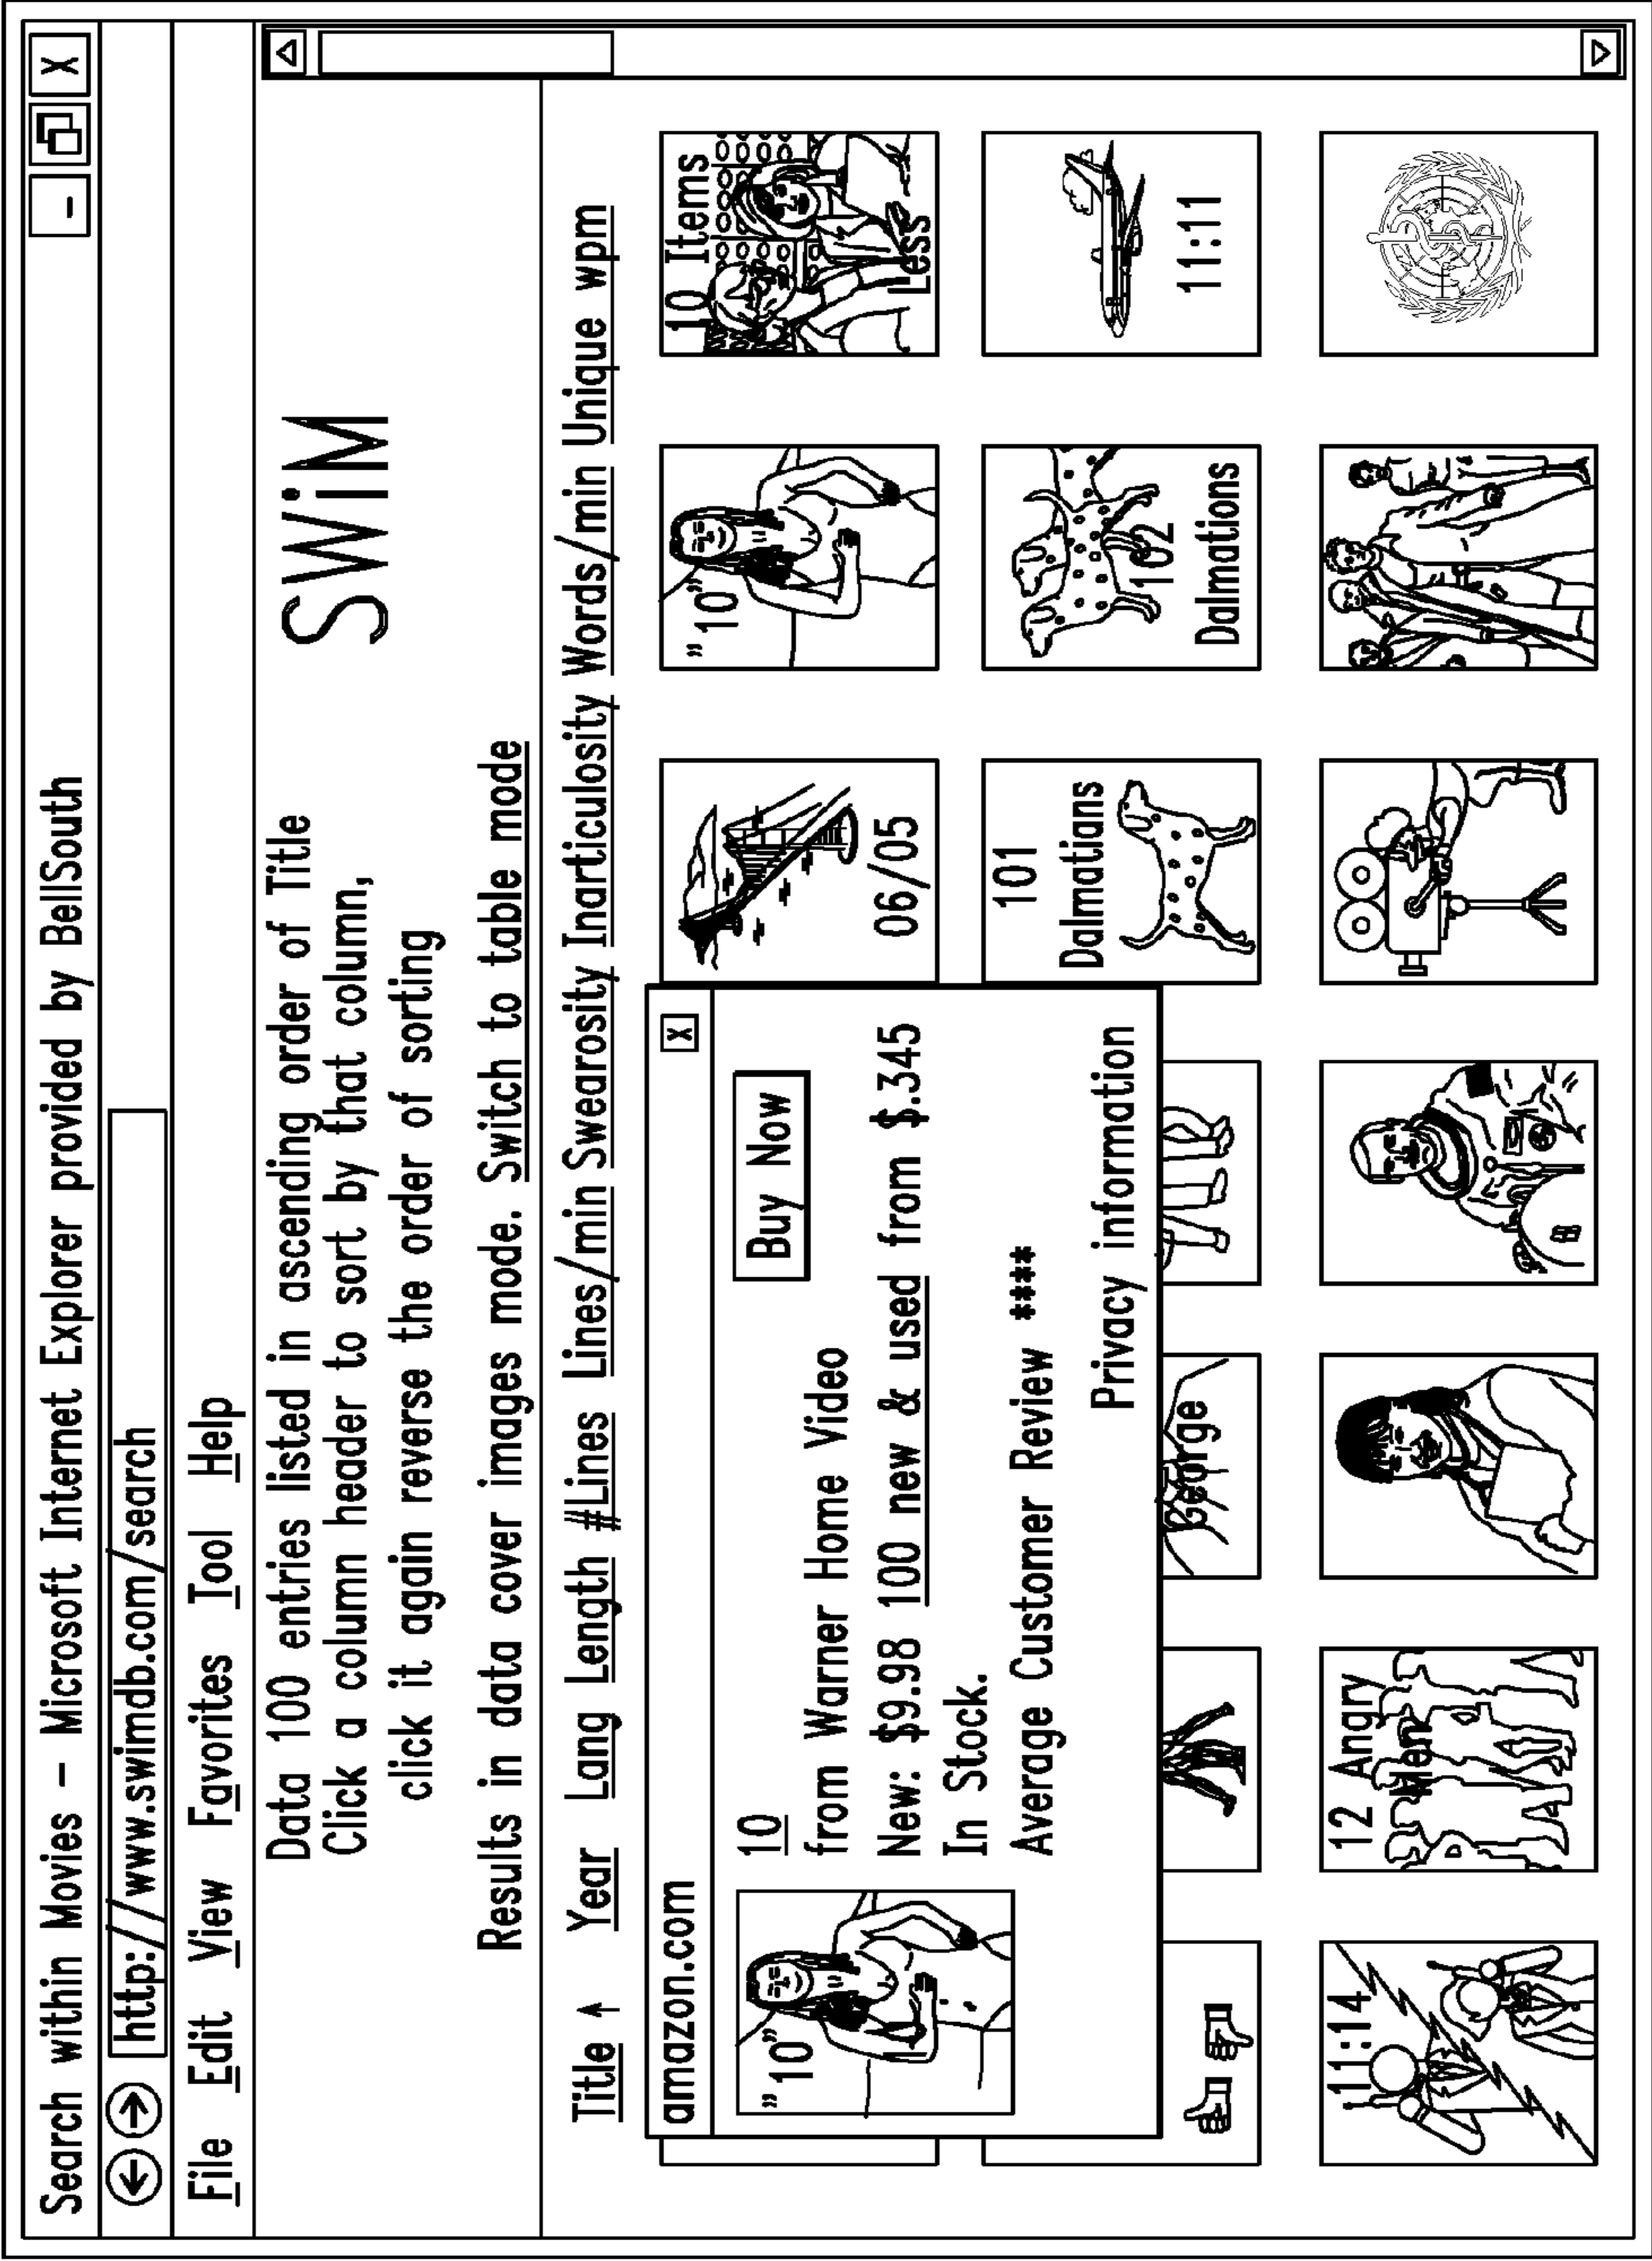 Search within Movies – Microsoft Internet Explorer provided by BellSouth
– X
http://www.swimdb.com/search
File Edit View Favorites Tool Help
Data 100 entries listed in ascending order of Title
Click a column header to sort by that column,
click it again reverse the order of sorting
SWiM
Results in data cover images mode. Switch to table mode
Title ↑ Year Lang Length #Lines Lines/min Swearosity Inarticulosity Words/min Unique wpm
amazon.com X
"10"
10
Buy Now
from Warner Home Video
New: $9.98 100 new & used from $.345
In Stock.
Average Customer Review ****
Privacy information
06/05
"10"
10 Items
Less
George
101
Dalmatians
102
Dalmations
11:11
11:14
12 Angry
Men